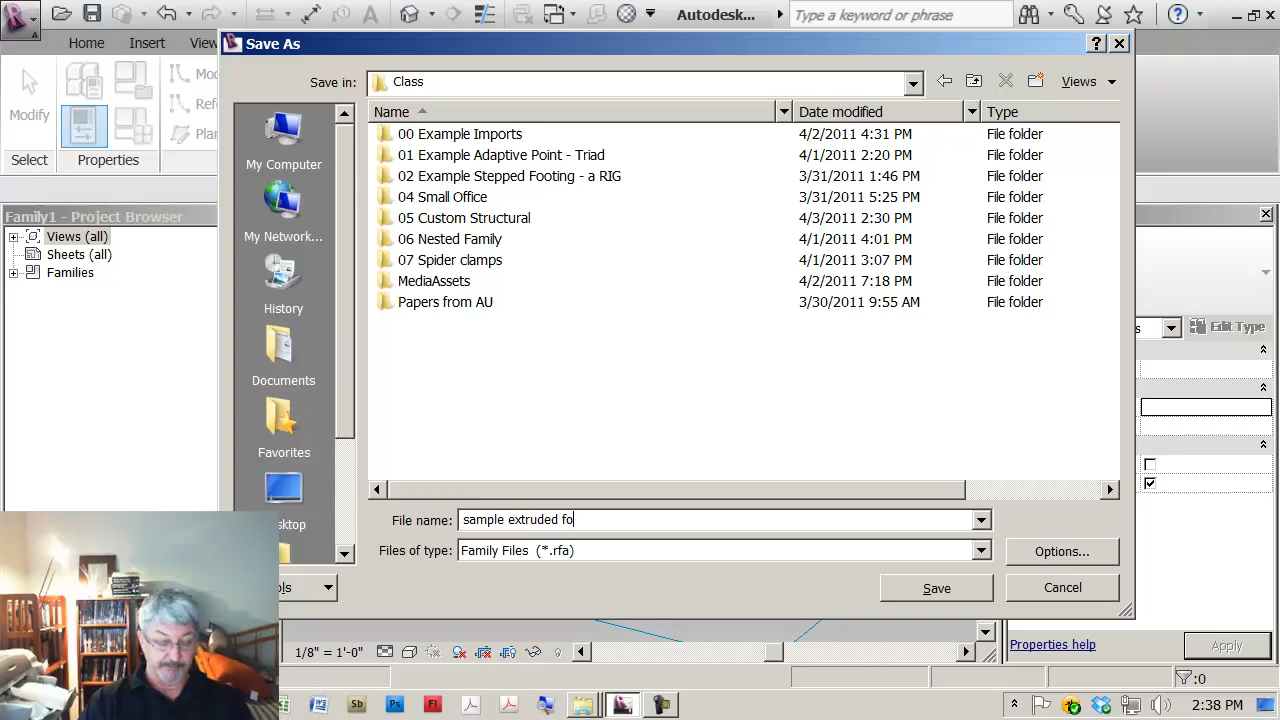 Autodesk...
Type a keyword or phrase
Home Insert View
Save As
Save in: Class Views
Modify
Mod
Refe
Plan
Select Properties
Name Date modified Type
00 Example Imports 4/2/2011 4:31 PM File folder
01 Example Adaptive Point - Triad 4/1/2011 2:20 PM File folder
02 Example Stepped Footing - a RIG 3/31/2011 1:46 PM File folder
04 Small Office 3/31/2011 5:25 PM File folder
05 Custom Structural 4/3/2011 2:30 PM File folder
06 Nested Family 4/1/2011 4:01 PM File folder
07 Spider clamps 4/1/2011 3:07 PM File folder
MediaAssets 4/2/2011 7:18 PM File folder
Papers from AU 3/30/2011 9:55 AM File folder
My Computer
My Network...
History
Documents
Favorites
sktop
Family1 - Project Browser
Views (all)
Sheets (all)
Families
s Edit Type
File name: sample extruded fo
Files of type: Family Files (*.rfa)
Options...
ols
Save
Cancel
1/8" = 1'-0"
Properties help
Apply
:0
Sb Ps Fl
2:38 PM